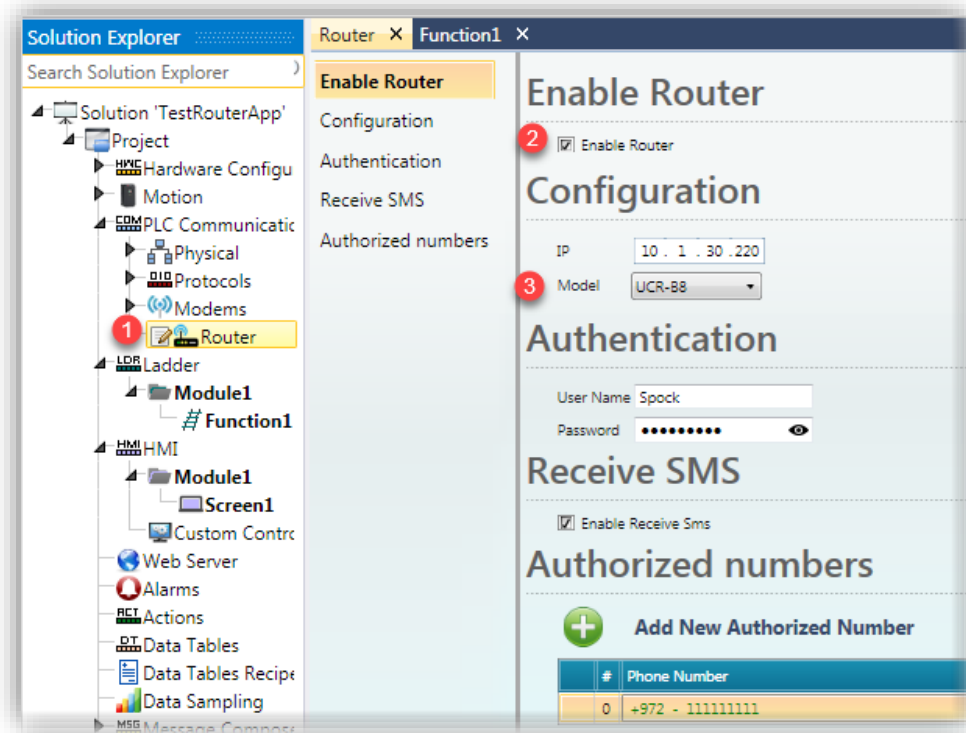 Solution Explorer
Search Solution Explorer
Solution 'TestRouterApp'
Project
HWC Hardware Configu
Motion
COM PLC Communicatic
Physical
Protocols
Modems
1 Router
LDR Ladder
Module1
Function1
HMI HMI
Module1
Screen1
Custom Contrc
Web Server
Alarms
ACT Actions
DT Data Tables
Data Tables Recipe
Data Sampling
MSG Message Compose
Router X Function1 X
Enable Router
Configuration
Authentication
Receive SMS
Authorized numbers
Enable Router
2 Enable Router
Configuration
IP 10 . 1 . 30 .220
3 Model UCR-B8
Authentication
User Name Spock
Password •••••••••
Receive SMS
Enable Receive Sms
Authorized numbers
Add New Authorized Number
# Phone Number
0 +972 - 111111111